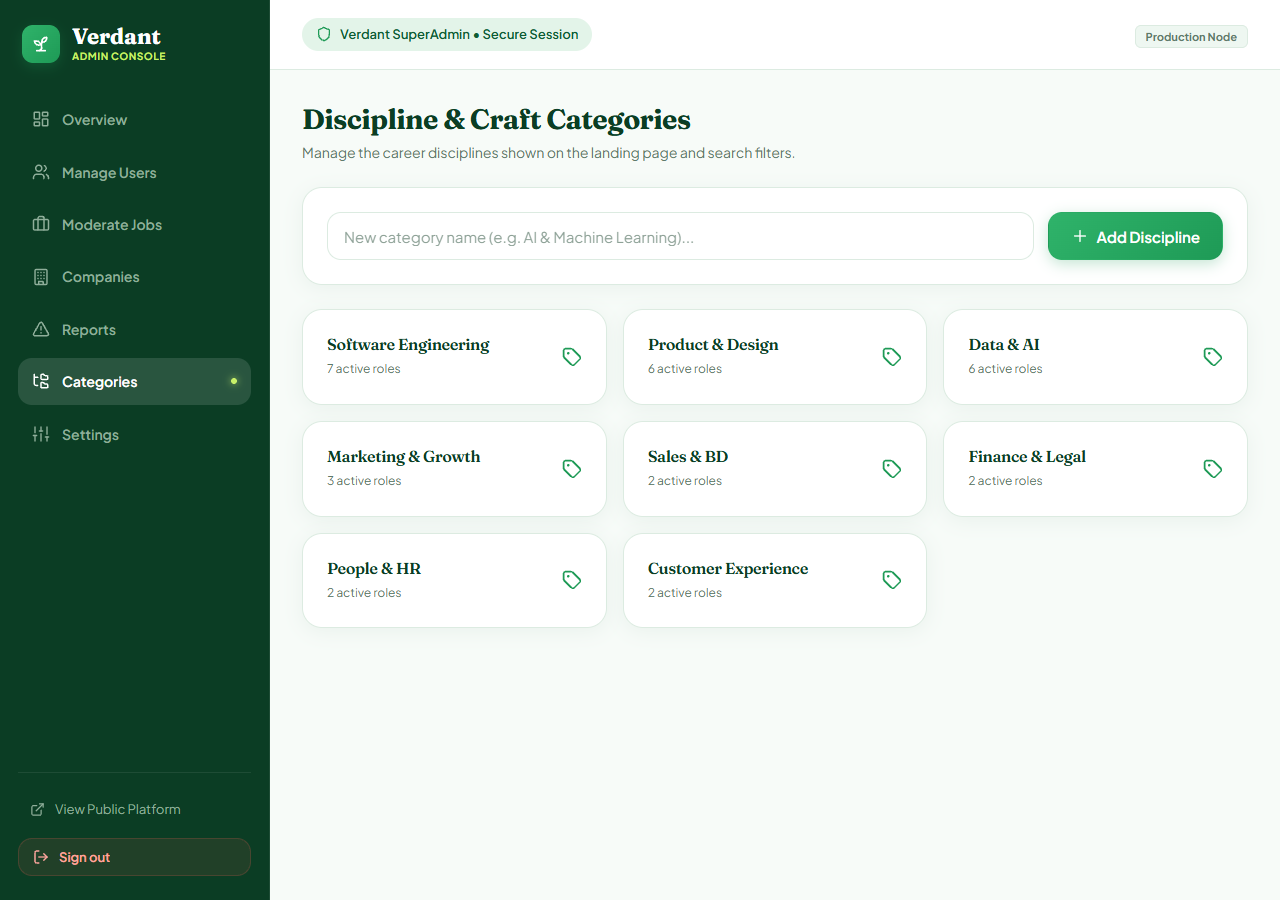 Verdant
ADMIN CONSOLE
Overview
Manage Users
Moderate Jobs
Companies
Reports
Categories
Settings
View Public Platform
Sign out
Verdant SuperAdmin • Secure Session
Production Node
Discipline & Craft Categories
Manage the career disciplines shown on the landing page and search filters.
New category name (e.g. AI & Machine Learning)...
Add Discipline
Software Engineering
7 active roles
Product & Design
6 active roles
Data & AI
6 active roles
Marketing & Growth
3 active roles
Sales & BD
2 active roles
Finance & Legal
2 active roles
People & HR
2 active roles
Customer Experience
2 active roles